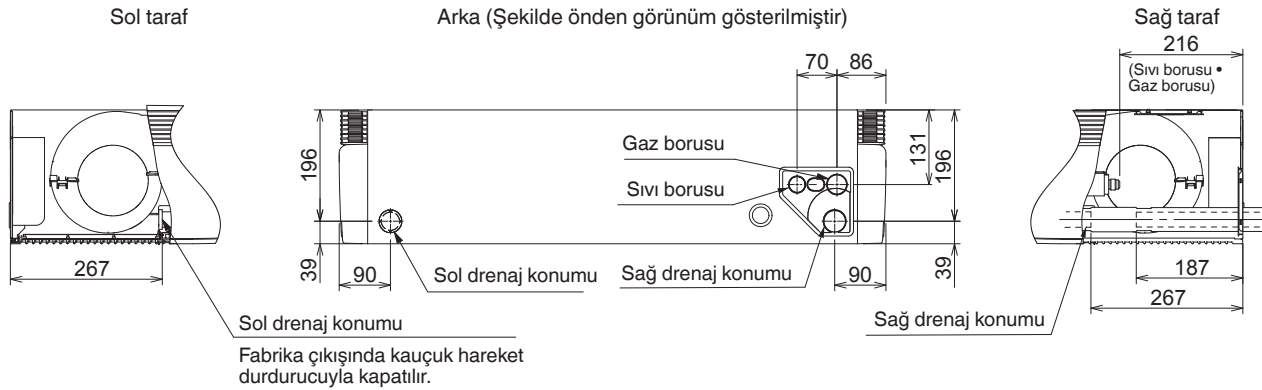 Sol taraf
Arka (Şekilde önden görünüm gösterilmiştir)
Sağ taraf
216
(Sıvı borusu •
Gaz borusu)
70
86
196
39
267
90
Gaz borusu
Sıvı borusu
131
196
39
90
Sol drenaj konumu
Sağ drenaj konumu
187
267
Sağ drenaj konumu
Sol drenaj konumu
Fabrika çıkışında kauçuk hareket
durdurucuyla kapatılır.